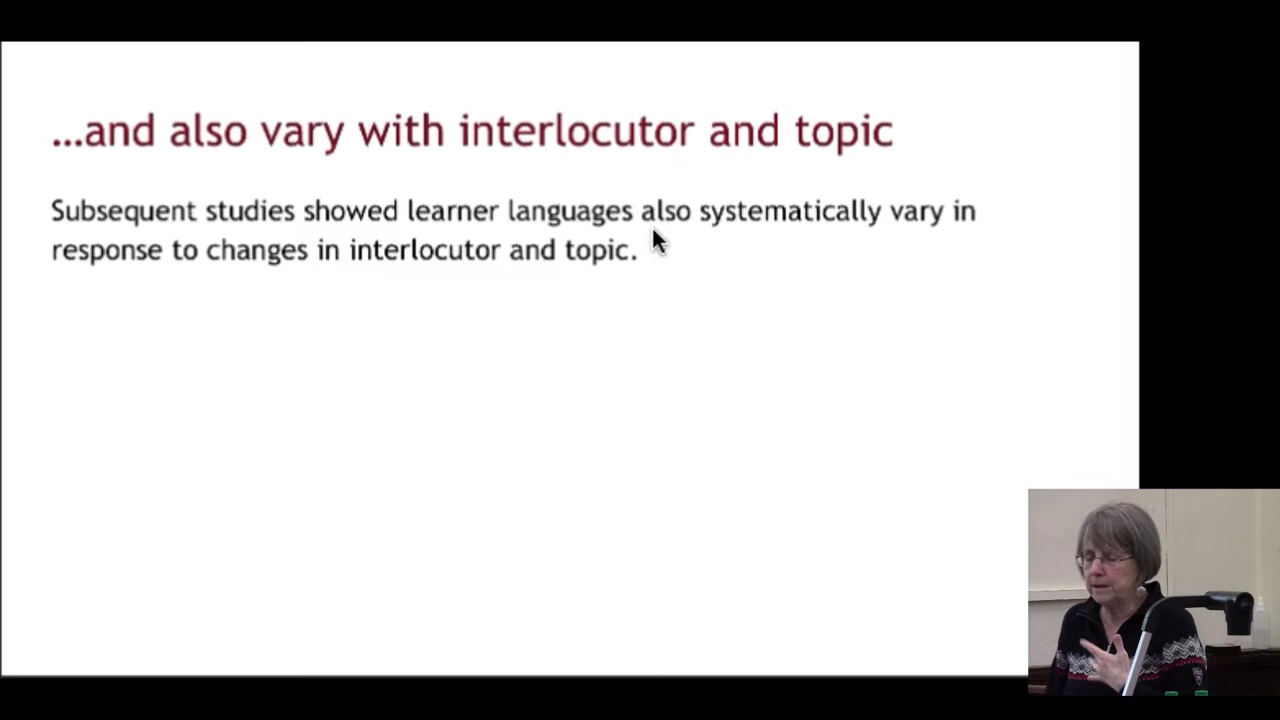 ...and also vary with interlocutor and topic
Subsequent studies showed learner languages also systematically vary in
response to changes in interlocutor and topic.